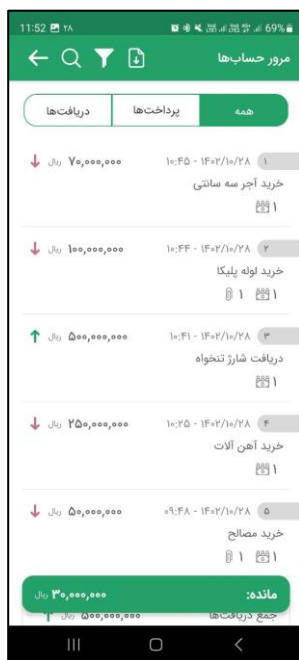 11:52 ۲۸ 69%
مرور حساب‌ها
همه پرداخت‌ها دریافت‌ها
۱ ۱۴۰۲/۱۰/۲۸ - ۱۰:۴۵ ۷۰,۰۰۰,۰۰۰ ریال
خرید آجر سه سانتی
۱
۲ ۱۴۰۲/۱۰/۲۸ - ۱۰:۴۴ ۱۰۰,۰۰۰,۰۰۰ ریال
خرید لوله پلیکا
۱ ۱
۳ ۱۴۰۲/۱۰/۲۸ - ۱۰:۴۱ ۵۰۰,۰۰۰,۰۰۰ ریال
دریافت شارژ تنخواه
۱
۴ ۱۴۰۲/۱۰/۲۸ - ۱۰:۲۵ ۲۵۰,۰۰۰,۰۰۰ ریال
خرید آهن آلات
۱
۵ ۱۴۰۲/۱۰/۲۸ - ۰۹:۴۸ ۵۰,۰۰۰,۰۰۰ ریال
خرید مصالح
۱ ۱
مانده: ۳۰,۰۰۰,۰۰۰ ریال
جمع دریافت‌ها ۵۰۰,۰۰۰,۰۰۰ ریال